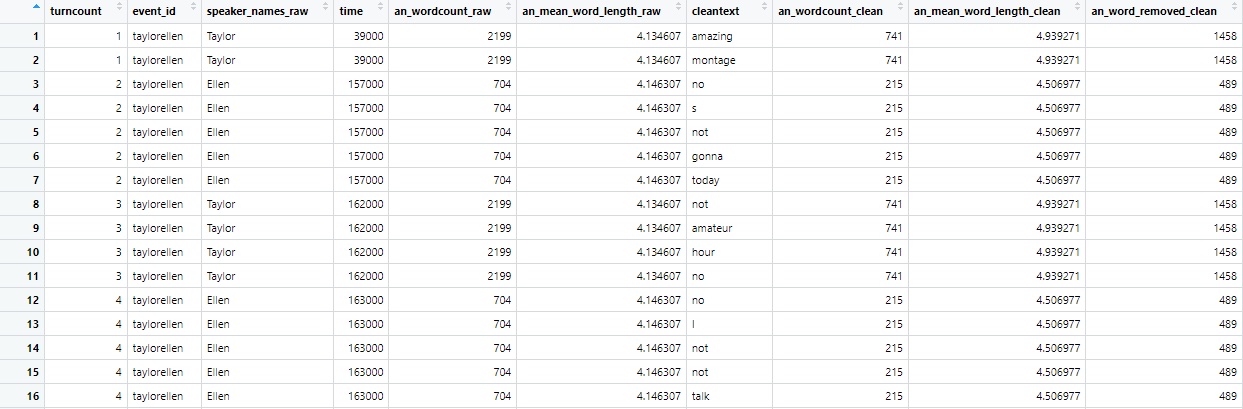 turncount event_id speaker_names_raw time an_wordcount_raw an_mean_word_length_raw cleantext an_wordcount_clean an_mean_word_length_clean an_word_removed_clean
1 1 taylorellen Taylor 39000 2199 4.134607 amazing 741 4.939271 1458
2 1 taylorellen Taylor 39000 2199 4.134607 montage 741 4.939271 1458
3 2 taylorellen Ellen 157000 704 4.146307 no 215 4.506977 489
4 2 taylorellen Ellen 157000 704 4.146307 s 215 4.506977 489
5 2 taylorellen Ellen 157000 704 4.146307 not 215 4.506977 489
6 2 taylorellen Ellen 157000 704 4.146307 gonna 215 4.506977 489
7 2 taylorellen Ellen 157000 704 4.146307 today 215 4.506977 489
8 3 taylorellen Taylor 162000 2199 4.134607 not 741 4.939271 1458
9 3 taylorellen Taylor 162000 2199 4.134607 amateur 741 4.939271 1458
10 3 taylorellen Taylor 162000 2199 4.134607 hour 741 4.939271 1458
11 3 taylorellen Taylor 162000 2199 4.134607 no 741 4.939271 1458
12 4 taylorellen Ellen 163000 704 4.146307 no 215 4.506977 489
13 4 taylorellen Ellen 163000 704 4.146307 I 215 4.506977 489
14 4 taylorellen Ellen 163000 704 4.146307 not 215 4.506977 489
15 4 taylorellen Ellen 163000 704 4.146307 not 215 4.506977 489
16 4 taylorellen Ellen 163000 704 4.146307 talk 215 4.506977 489